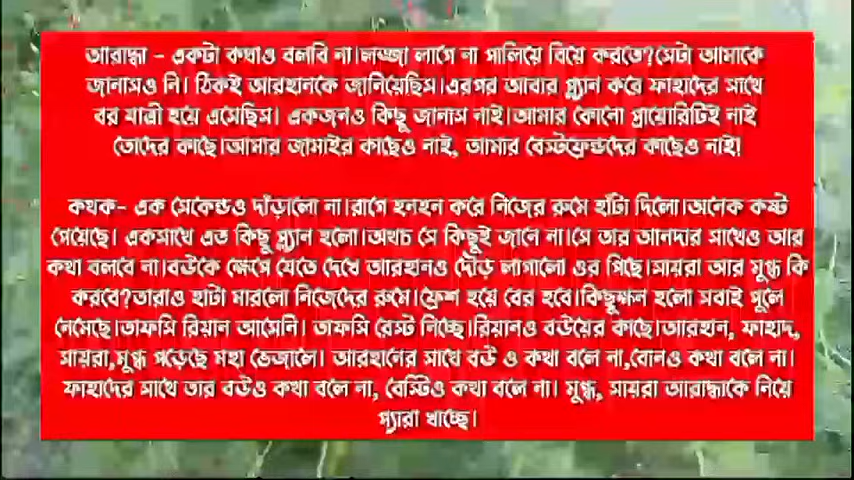 আরাদ্ধা - একটা কথাও বলবি না।লজ্জা লাগে না পালিয়ে বিয়ে করতে?সেটা আমাকে
জানাসও নি। ঠিকই আরহানকে জানিয়েছিস।এরপর আবার প্ল্যান করে ফাহাদের সাথে
বর যাত্রী হয়ে এসেছিস। একজনও কিছু জানাস নাই।আমার কোনো প্রায়োরিটিই নাই
তোদের কাছে।আমার জামাইর কাছেও নাই, আমার বেস্টফ্রেন্ডদের কাছেও নাই!
কথক- এক সেকেন্ডও দাঁড়ালো না।রাগে হনহন করে নিজের রুমে হাঁটা দিলো।অনেক কষ্ট
পেয়েছে। একসাথে এত কিছু প্ল্যান হলো।অথচ সে কিছুই জানে না।সে তার আনদার সাথেও আর
কথা বলবে না।বউকে ক্ষেপে যেতে দেখে আরহানও দৌঁড় লাগালো ওর পিছে।সায়রা আর মুগ্ধ কি
করবে?তারাও হাটা মারলো নিজেদের রুমে।ফ্রেশ হয়ে বের হবে।কিছুক্ষন হলো সবাই পুলে
নেমেছে।তাফসি রিয়ান আসেনি। তাফসি রেস্ট নিচ্ছে।রিয়ানও বউয়ের কাছে।আরহান, ফাহাদ,
সায়রা,মুগ্ধ পড়েছে মহা ভেজালে। আরহানের সাথে বউ ও কথা বলে না,বোনও কথা বলে না।
ফাহাদের সাথে তার বউও কথা বলে না, বেস্টিও কথা বলে না। মুগ্ধ, সায়রা আরাদ্ধাকে নিয়ে
প্যারা খাচ্ছে।